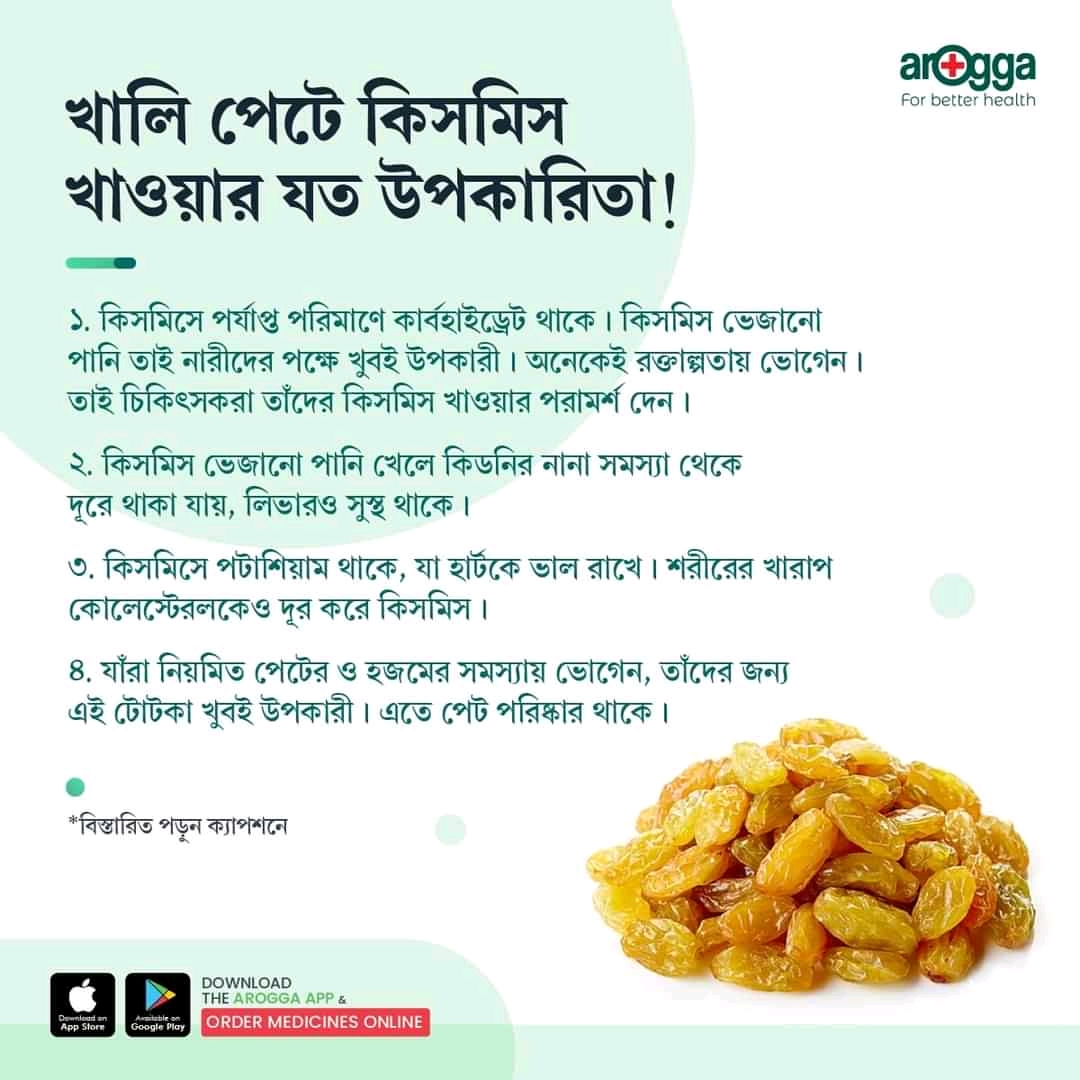 arogga
For better health
খালি পেটে কিসমিস
খাওয়ার যত উপকারিতা!
১. কিসমিসে পর্যাপ্ত পরিমাণে কার্বহাইড্রেট থাকে। কিসমিস ভেজানো
পানি তাই নারীদের পক্ষে খুবই উপকারী। অনেকেই রক্তাল্পতায় ভোগেন।
তাই চিকিৎসকরা তাঁদের কিসমিস খাওয়ার পরামর্শ দেন।
২. কিসমিস ভেজানো পানি খেলে কিডনির নানা সমস্যা থেকে
দূরে থাকা যায়, লিভারও সুস্থ থাকে।
৩. কিসমিসে পটাশিয়াম থাকে, যা হার্টকে ভাল রাখে। শরীরের খারাপ
কোলেস্টেরলকেও দূর করে কিসমিস।
৪. যাঁরা নিয়মিত পেটের ও হজমের সমস্যায় ভোগেন, তাঁদের জন্য
এই টোটকা খুবই উপকারী। এতে পেট পরিষ্কার থাকে।
*বিস্তারিত পড়ুন ক্যাপশনে
Download on
App Store
Available on
Google Play
DOWNLOAD
THE AROGGA APP &
ORDER MEDICINES ONLINE